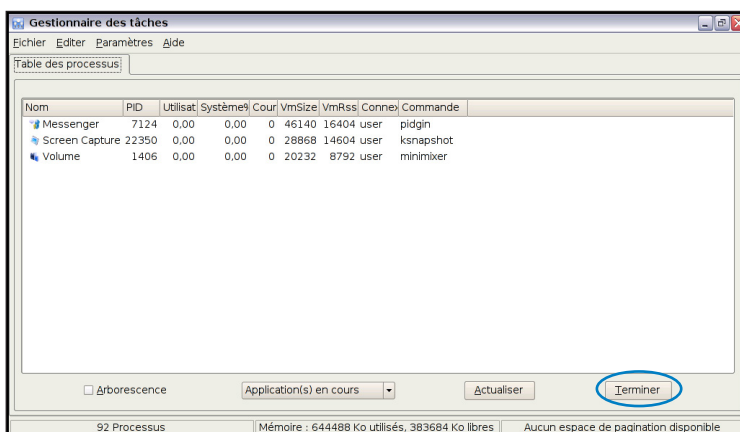 Gestionnaire des tâches
Fichier Editer Paramètres Aide
Table des processus
Nom PID Utilisat Système% Cour VmSize VmRss Connex Commande
Messenger 7124 0,00 0,00 0 46140 16404 user pidgin
Screen Capture 22350 0,00 0,00 0 28868 14604 user ksnapshot
Volume 1406 0,00 0,00 0 20232 8792 user minimixer
Arborescence Application(s) en cours Actualiser Terminer
92 Processus Mémoire : 644488 Ko utilisés, 383684 Ko libres Aucun espace de pagination disponible